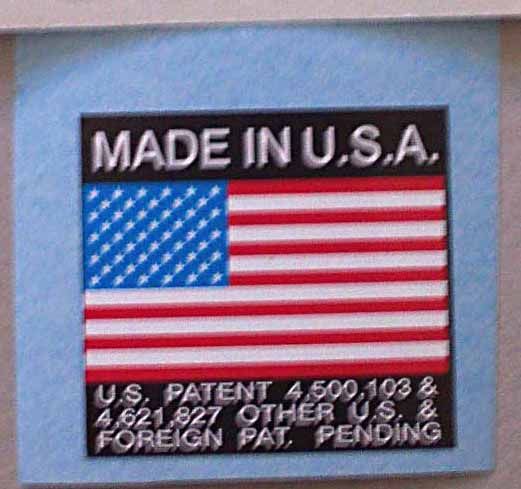 MADE IN U.S.A.
U.S. PATENT 4,500,103 &
4,621,827 OTHER U.S. &
FOREIGN PAT. PENDING